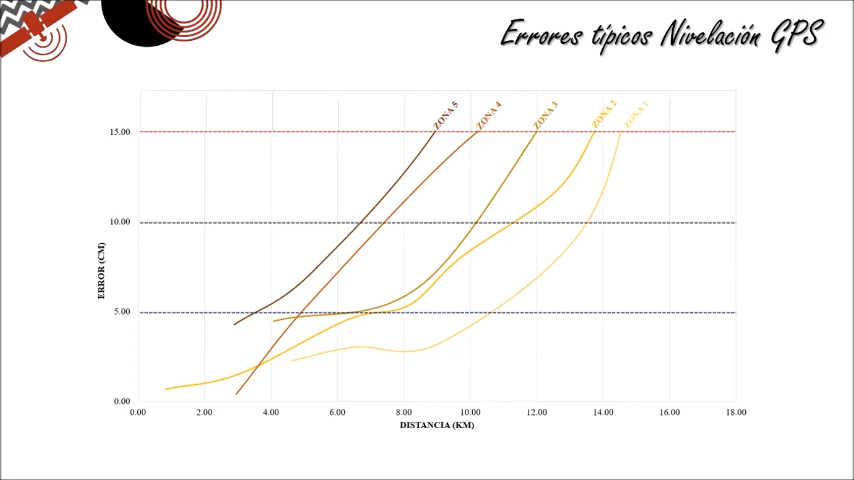 Errores típicos Nivelación GPS
ZONA 5
ZONA 4
ZONA 3
ZONA 2
ZONA 1
15.00
10.00
5.00
0.00
ERROR (CM)
0.00 2.00 4.00 6.00 8.00 10.00 12.00 14.00 16.00 18.00
DISTANCIA (KM)